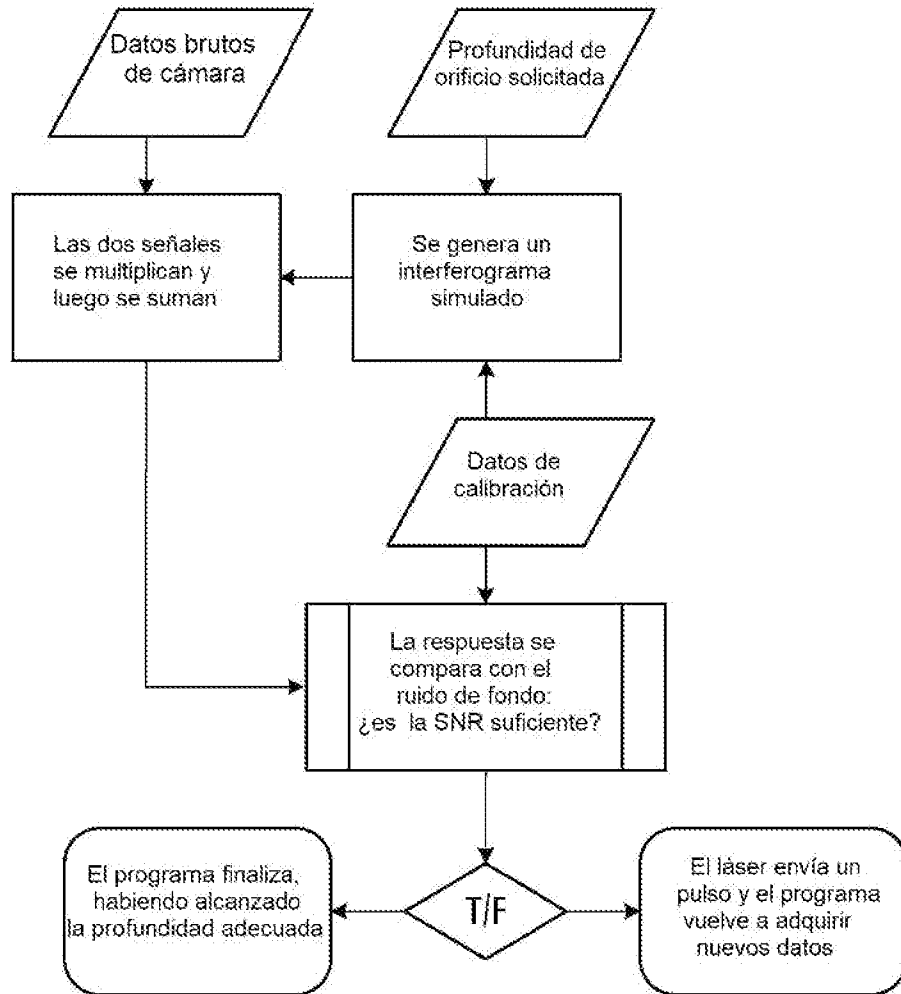 Datos brutos
de cámara
Profundidad de
orificio solicitada
Las dos señales
se multiplican y
luego se suman
Se genera un
interferograma
simulado
Datos de
calibración
La respuesta se
compara con el
ruido de fondo:
¿es la SNR suficiente?
El programa finaliza,
habiendo alcanzado
la profundidad adecuada
T/F
El láser envía un
pulso y el programa
vuelve a adquirir
nuevos datos